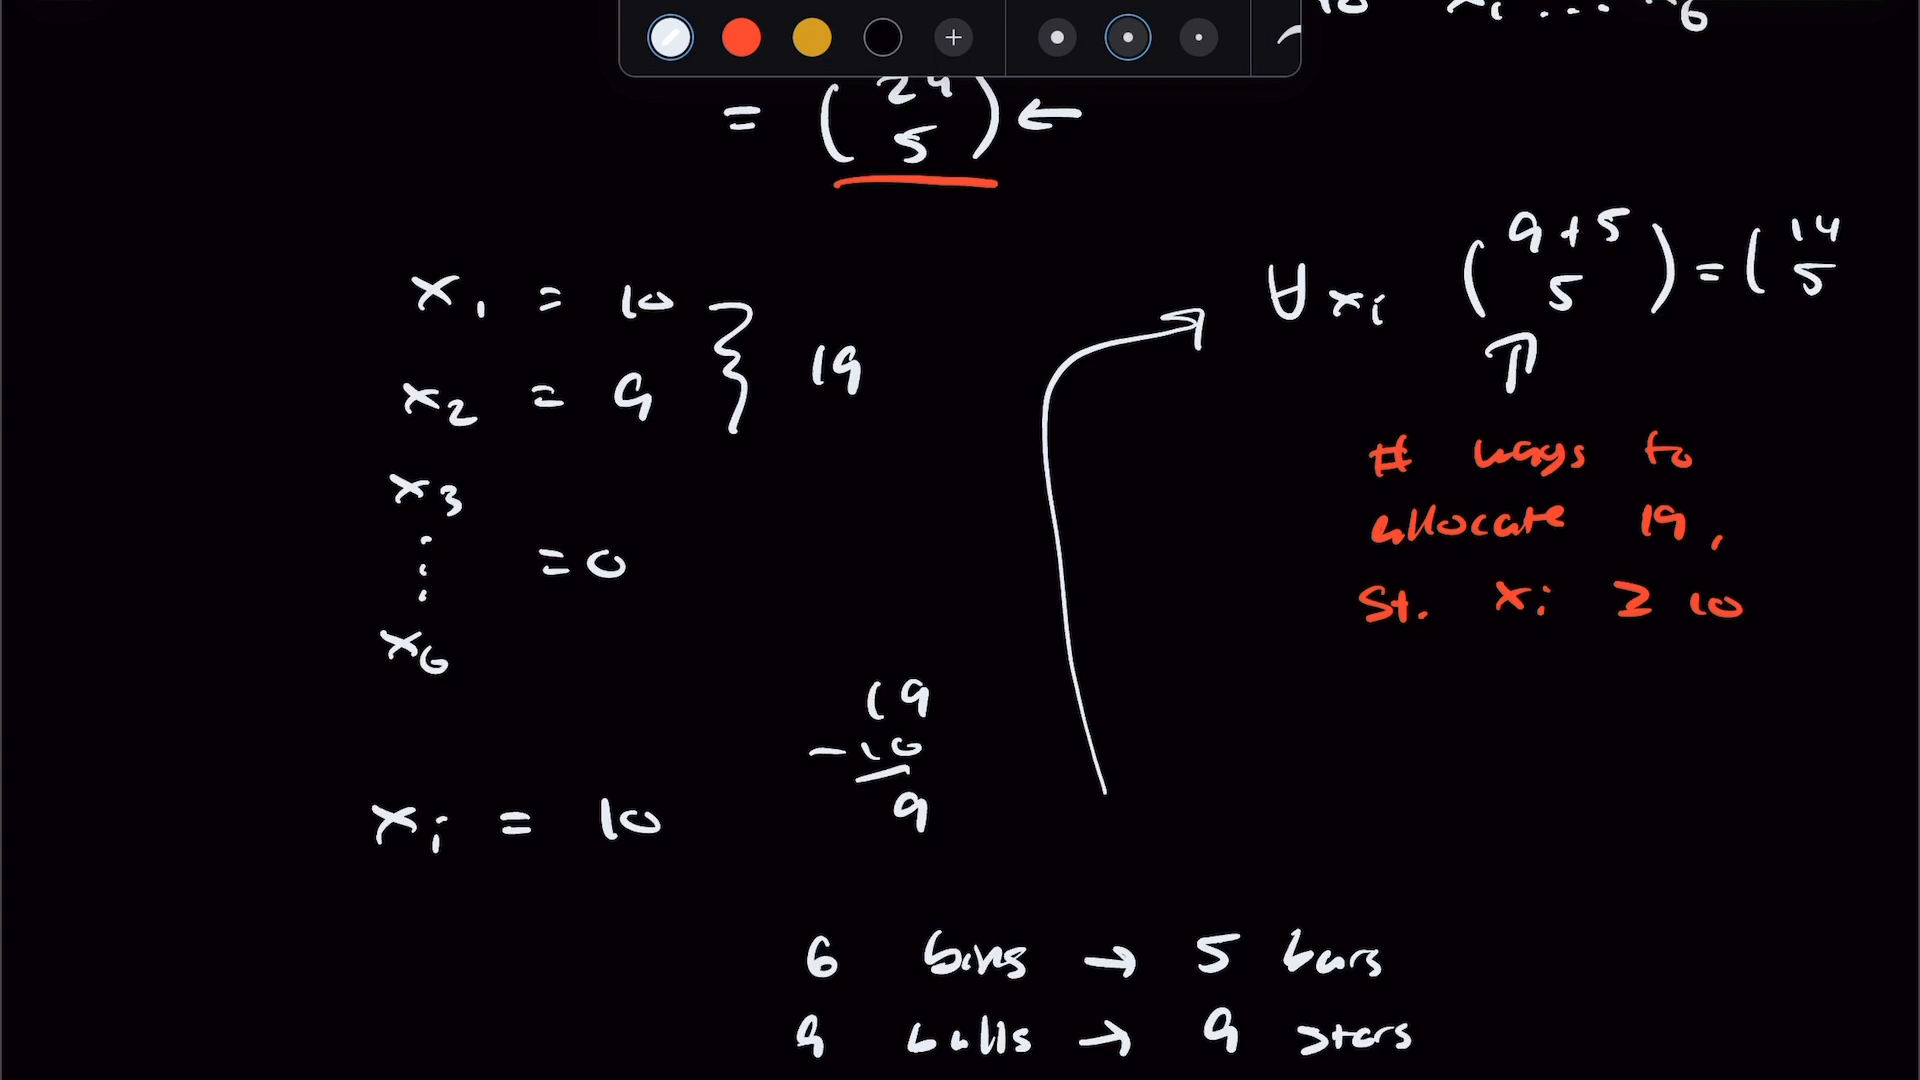 = (24 5) ←
x₁ = 10
x₂ = 9
} 19
x₃
⋮ = 0
x₆
19
- 10
9
xᵢ = 10
∀ xᵢ (9+5 5) = (14 5
⇑
# ways to
allocate 19,
st. xᵢ ≥ 10
6 bins → 5 bars
9 balls → 9 stars